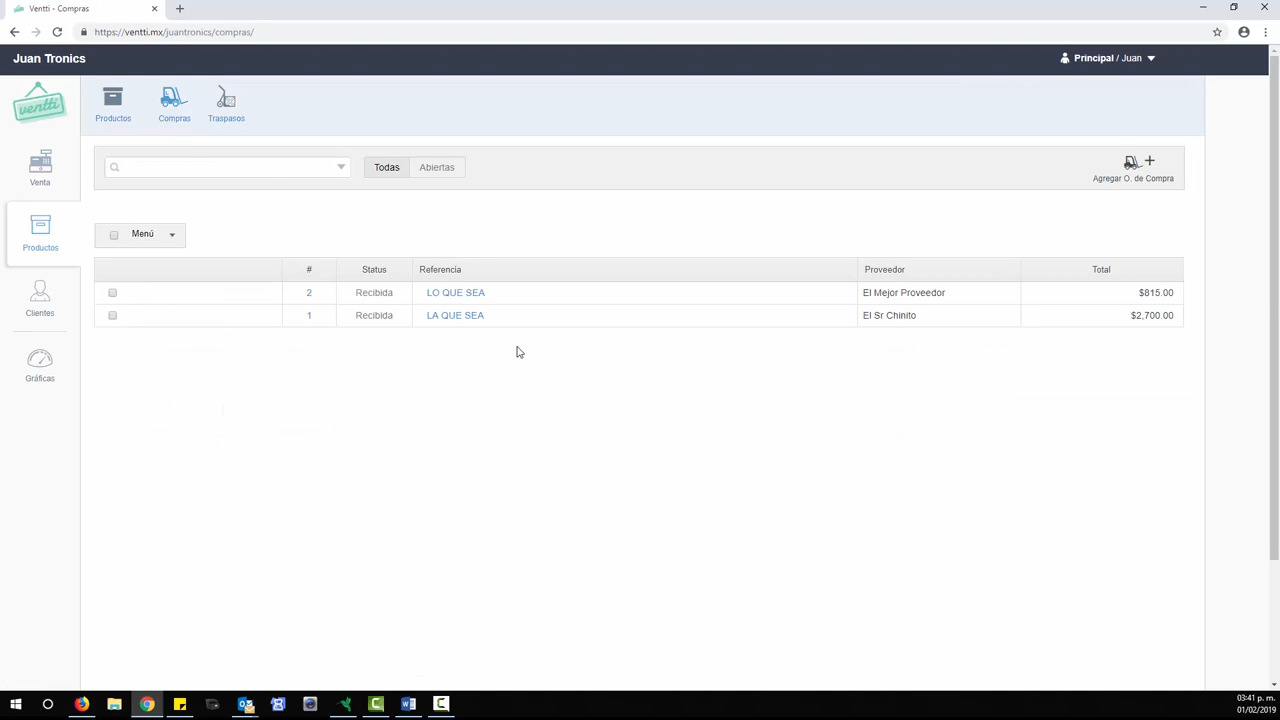 Ventti - Compras
https://ventti.mx/juantronics/compras/
Juan Tronics
Principal / Juan
ventti
Productos
Compras
Traspasos
Venta
Todas
Abiertas
Agregar O. de Compra
Menú
Productos
# Status Referencia Proveedor Total
2 Recibida LO QUE SEA El Mejor Proveedor $815.00
1 Recibida LA QUE SEA El Sr Chinito $2,700.00
Clientes
Gráficas
03:41 p. m.
01/02/2019